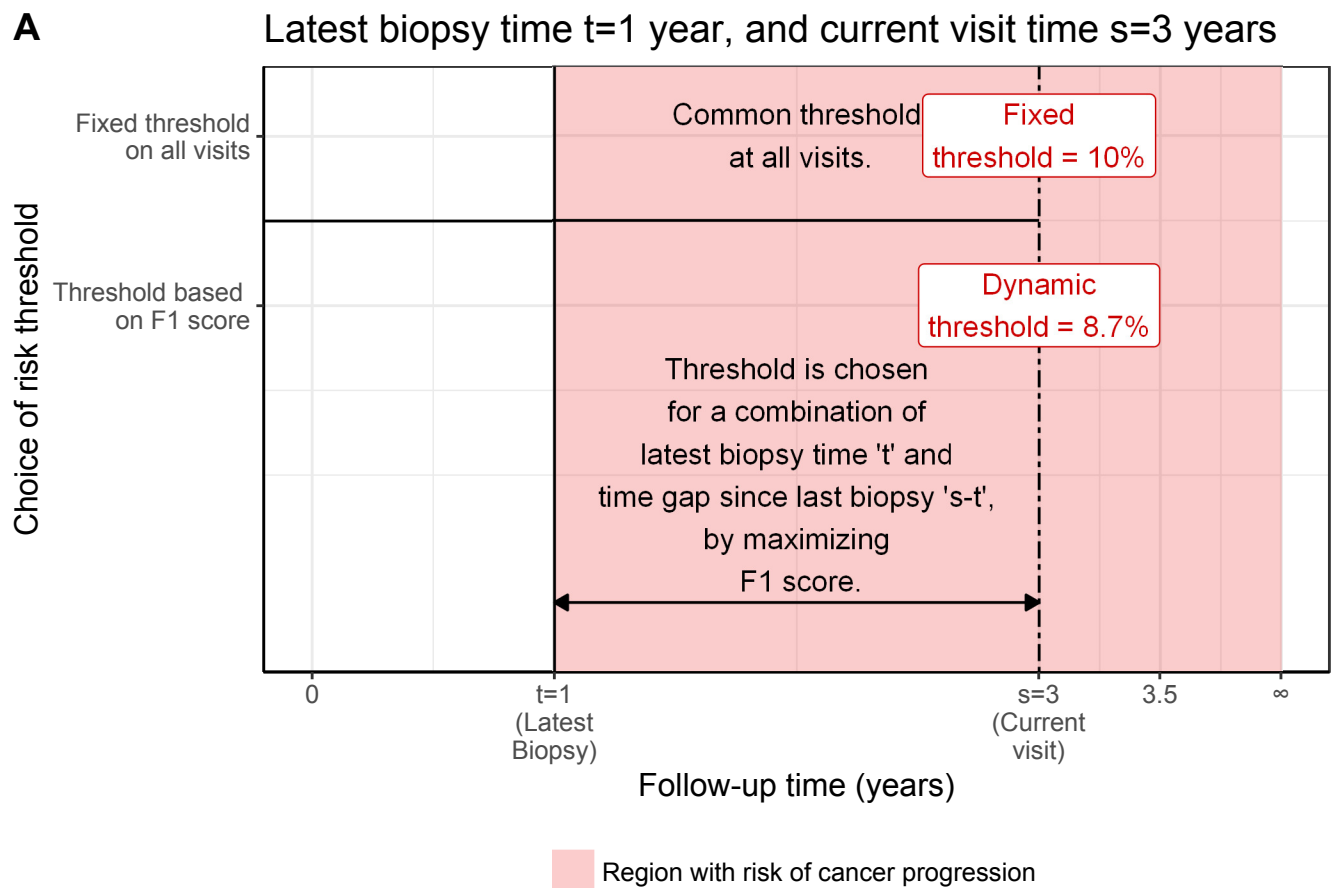 A
Latest biopsy time t=1 year, and current visit time s=3 years
Choice of risk threshold
Fixed threshold
on all visits
Common threshold
at all visits.
Fixed
threshold = 10%
Threshold based
on F1 score
Dynamic
threshold = 8.7%
Threshold is chosen
for a combination of
latest biopsy time 't' and
time gap since last biopsy 's-t',
by maximizing
F1 score.
0
t=1
(Latest
Biopsy)
s=3
(Current
visit)
3.5
∞
Follow-up time (years)
Region with risk of cancer progression